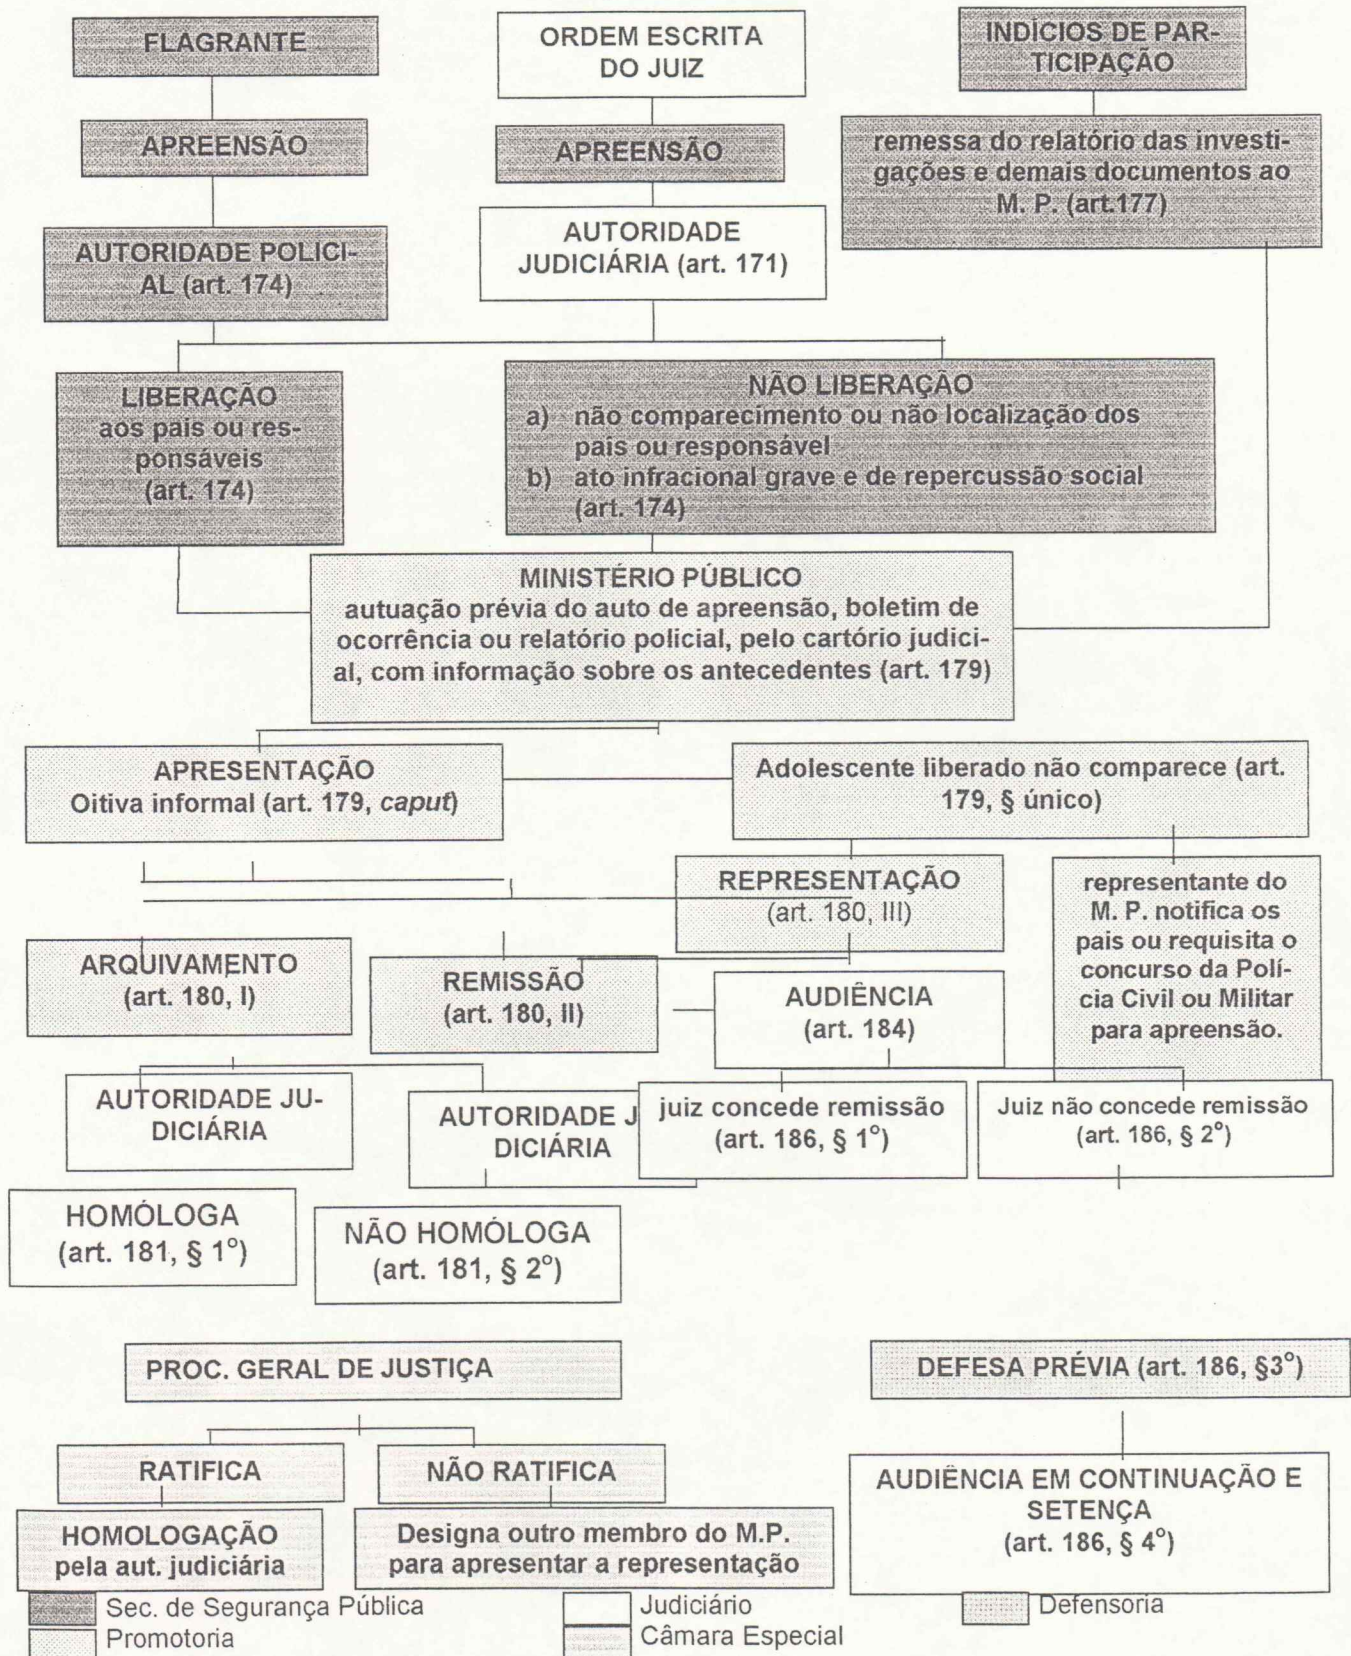 FLAGRANTE
ORDEM ESCRITA
DO JUIZ
INDÍCIOS DE PAR-
TICIPAÇÃO
APREENSÃO
APREENSÃO
remessa do relatório das investi-
gações e demais documentos ao
M. P. (art.177)
AUTORIDADE POLICI-
AL (art. 174)
AUTORIDADE
JUDICIÁRIA (art. 171)
LIBERAÇÃO
aos pais ou res-
ponsáveis
(art. 174)
NÃO LIBERAÇÃO
a) não comparecimento ou não localização dos
pais ou responsável
b) ato infracional grave e de repercussão social
(art. 174)
MINISTÉRIO PÚBLICO
autuação prévia do auto de apreensão, boletim de
ocorrência ou relatório policial, pelo cartório judici-
al, com informação sobre os antecedentes (art. 179)
APRESENTAÇÃO
Oitiva informal (art. 179, caput)
Adolescente liberado não comparece (art.
179, § único)
REPRESENTAÇÃO
(art. 180, III)
representante do
M. P. notifica os
pais ou requisita o
concurso da Polí-
cia Civil ou Militar
para apreensão.
ARQUIVAMENTO
(art. 180, I)
REMISSÃO
(art. 180, II)
AUDIÊNCIA
(art. 184)
AUTORIDADE JU-
DICIÁRIA
AUTORIDADE J
DICIÁRIA
juiz concede remissão
(art. 186, § 1°)
Juiz não concede remissão
(art. 186, § 2°)
HOMÓLOGA
(art. 181, § 1°)
NÃO HOMÓLOGA
(art. 181, § 2°)
PROC. GERAL DE JUSTIÇA
DEFESA PRÉVIA (art. 186, §3°)
RATIFICA
NÃO RATIFICA
AUDIÊNCIA EM CONTINUAÇÃO E
SETENÇA
(art. 186, § 4°)
HOMOLOGAÇÃO
pela aut. judiciária
Designa outro membro do M.P.
para apresentar a representação
Sec. de Segurança Pública
Judiciário
Defensoria
Promotoria
Câmara Especial